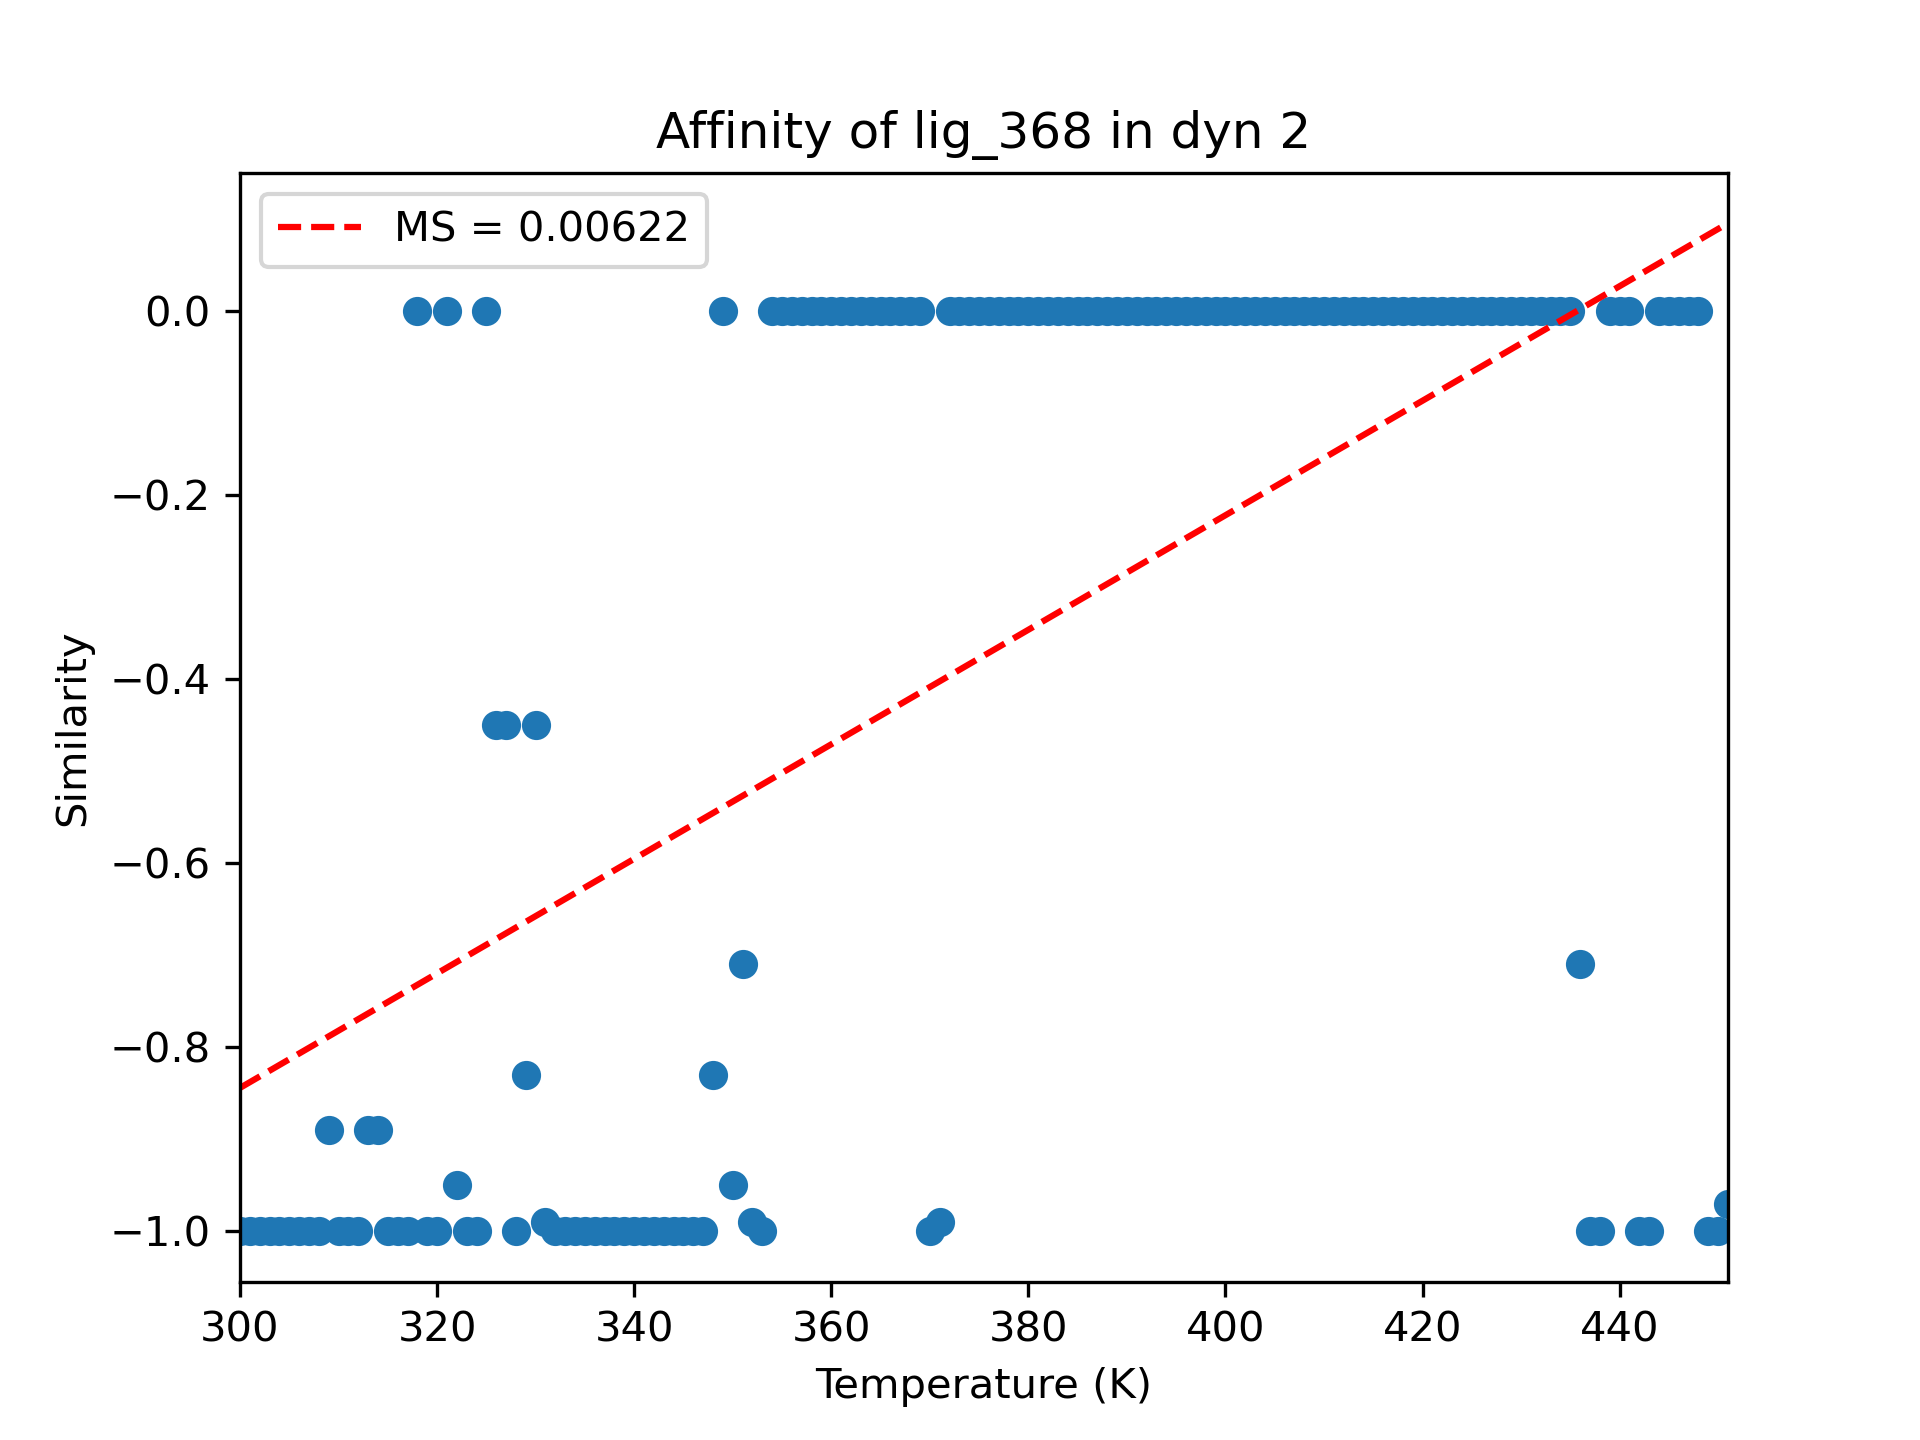 Affinity of lig_368 in dyn 2
MS = 0.00622
0.0
−0.2
−0.4
−0.6
−0.8
−1.0
Similarity
300 320 340 360 380 400 420 440
Temperature (K)